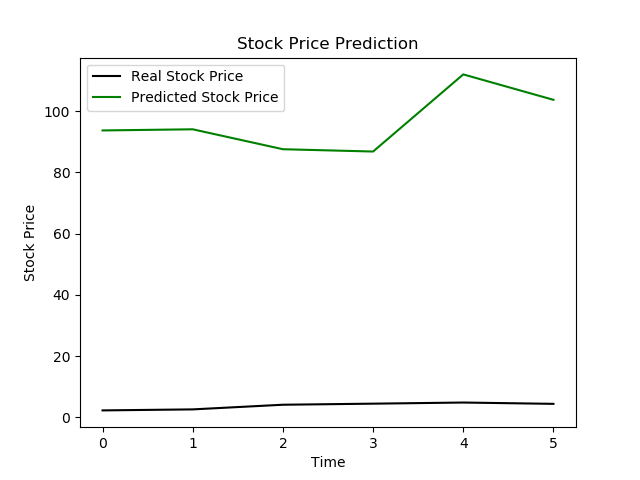 Stock Price Prediction
Real Stock Price
Predicted Stock Price
Stock Price
100
80
60
40
20
0
0 1 2 3 4 5
Time